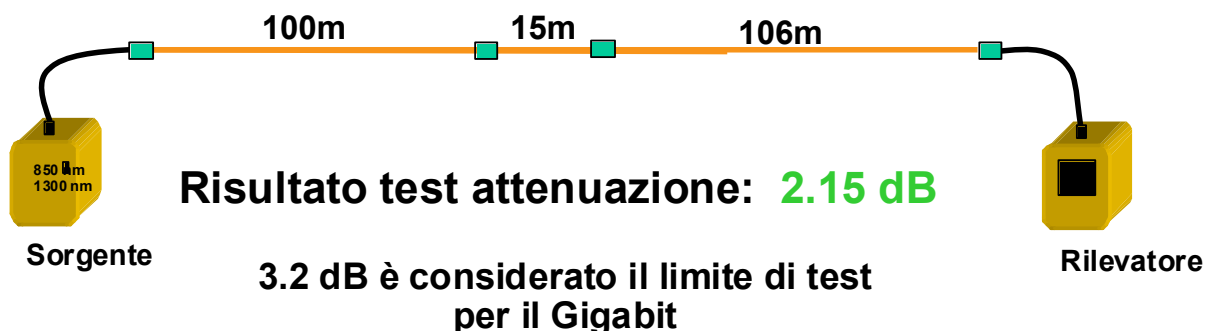 100m
15m
106m
850 nm
1300 nm
Risultato test attenuazione: 2.15 dB
Sorgente
Rilevatore
3.2 dB è considerato il limite di test
per il Gigabit